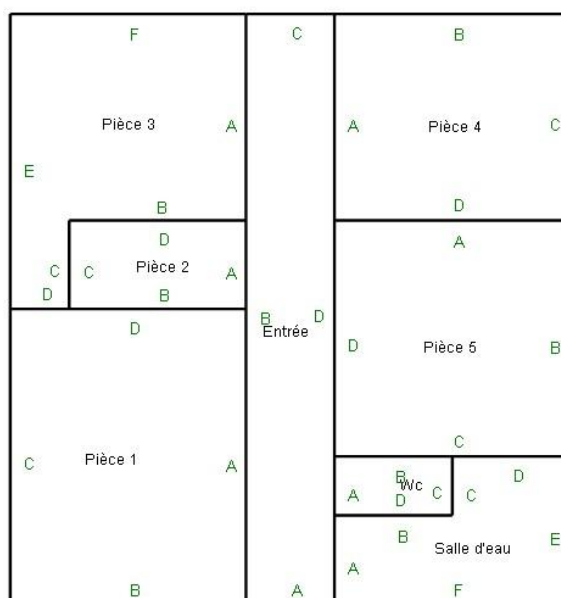 F C B
Pièce 3 A A Pièce 4 C
E
B D
D A
C C Pièce 2 A
D B
B Entrée D
D D Pièce 5 B
C
C Pièce 1 A B D
A Wc C C
D
B Salle d'eau E
A
B A F